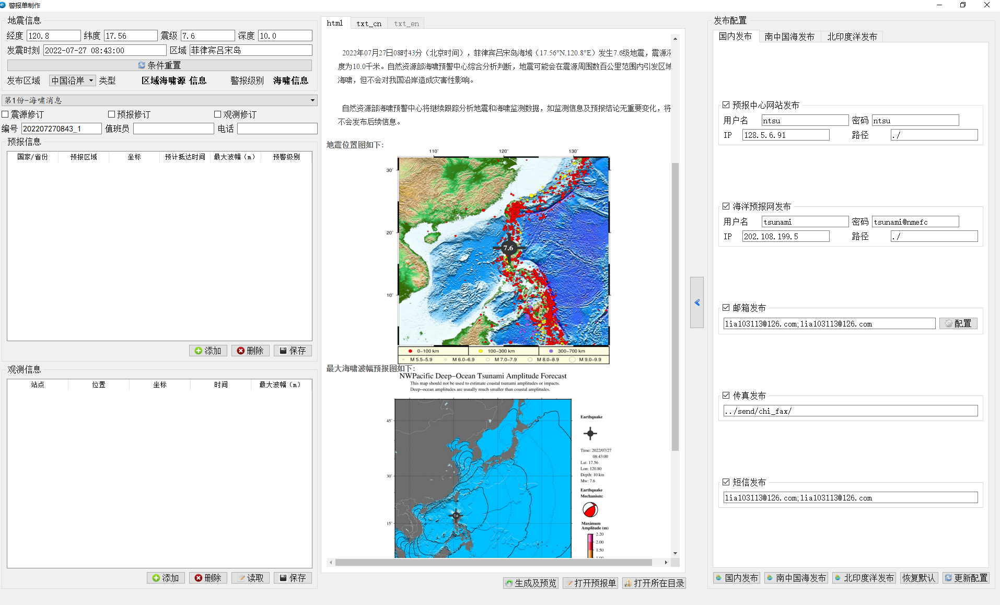 警报单制作
地震信息
经度 120.8 纬度 17.56 震级 7.6 深度 10.0
发震时刻 2022-07-27 08:43:00 区域 菲律宾吕宋岛
条件重置
发布区域 中国沿岸 类型 区域海啸源 信息 警报级别 海啸信息
第1份-海啸消息
震源修订 预报修订 观测修订
编号 202207270843_1 值班员 电话
预报信息
国家/省份 预报区域 坐标 预计抵达时间 最大波幅（m） 预警级别
添加 删除 保存
观测信息
站点 位置 坐标 时间 最大波幅（m）
添加 删除 读取 保存
html txt_cn txt_en
2022年07月27日08时43分（北京时间），菲律宾吕宋岛海域（17.56°N,120.8°E）发生7.6级地震，震源深
度为10.0千米。自然资源部海啸预警中心综合分析判断，地震可能会在震源周围数百公里范围内引发区域
海啸，但不会对我国沿岸造成灾害性影响。
自然资源部海啸预警中心将继续跟踪分析地震和海啸监测数据，如监测信息及预报结论无重要变化，将
不会发布后续信息。
地震位置图如下：
110° 120° 130°
30°
20°
7.6
10°
0–100 km 100–300 km 300–700 km
M 5.5–5.9 M 6.0–6.9 M 7.0–7.9 M 8.0–8.9 M 9.0–9.9
最大海啸波幅预报图如下：
NWPacific Deep–Ocean Tsunami Amplitude Forecast
This map should not be used to estimate coastal tsunami amplitudes or impacts.
Deep–ocean amplitudes are usually much smaller than coastal amplitudes.
45°
30°
15°
7.6
Earthquake
Time: 2022/07/27
08:43:00
Lat: 17.56
Lon: 120.80
Depth: 10 km
Mw: 7.6
Earthquake
Mechanism:
Maximum
Amplitude (m)
2.20
2.00
1.50
1.00
生成及预览 打开预报单 打开所在目录
发布配置
国内发布 南中国海发布 北印度洋发布
预报中心网站发布
用户名 ntsu 密码 ntsu
IP 128.5.6.91 路径 ./
海洋预报网发布
用户名 tsunami 密码 tsunami@nmefc
IP 202.108.199.5 路径 ./
邮箱发布
lia103113@126.com;lia103113@126.com 配置
传真发布
../send/chi_fax/
短信发布
lia103113@126.com;lia103113@126.com
国内发布 南中国海发布 北印度洋发布 恢复默认 更新配置